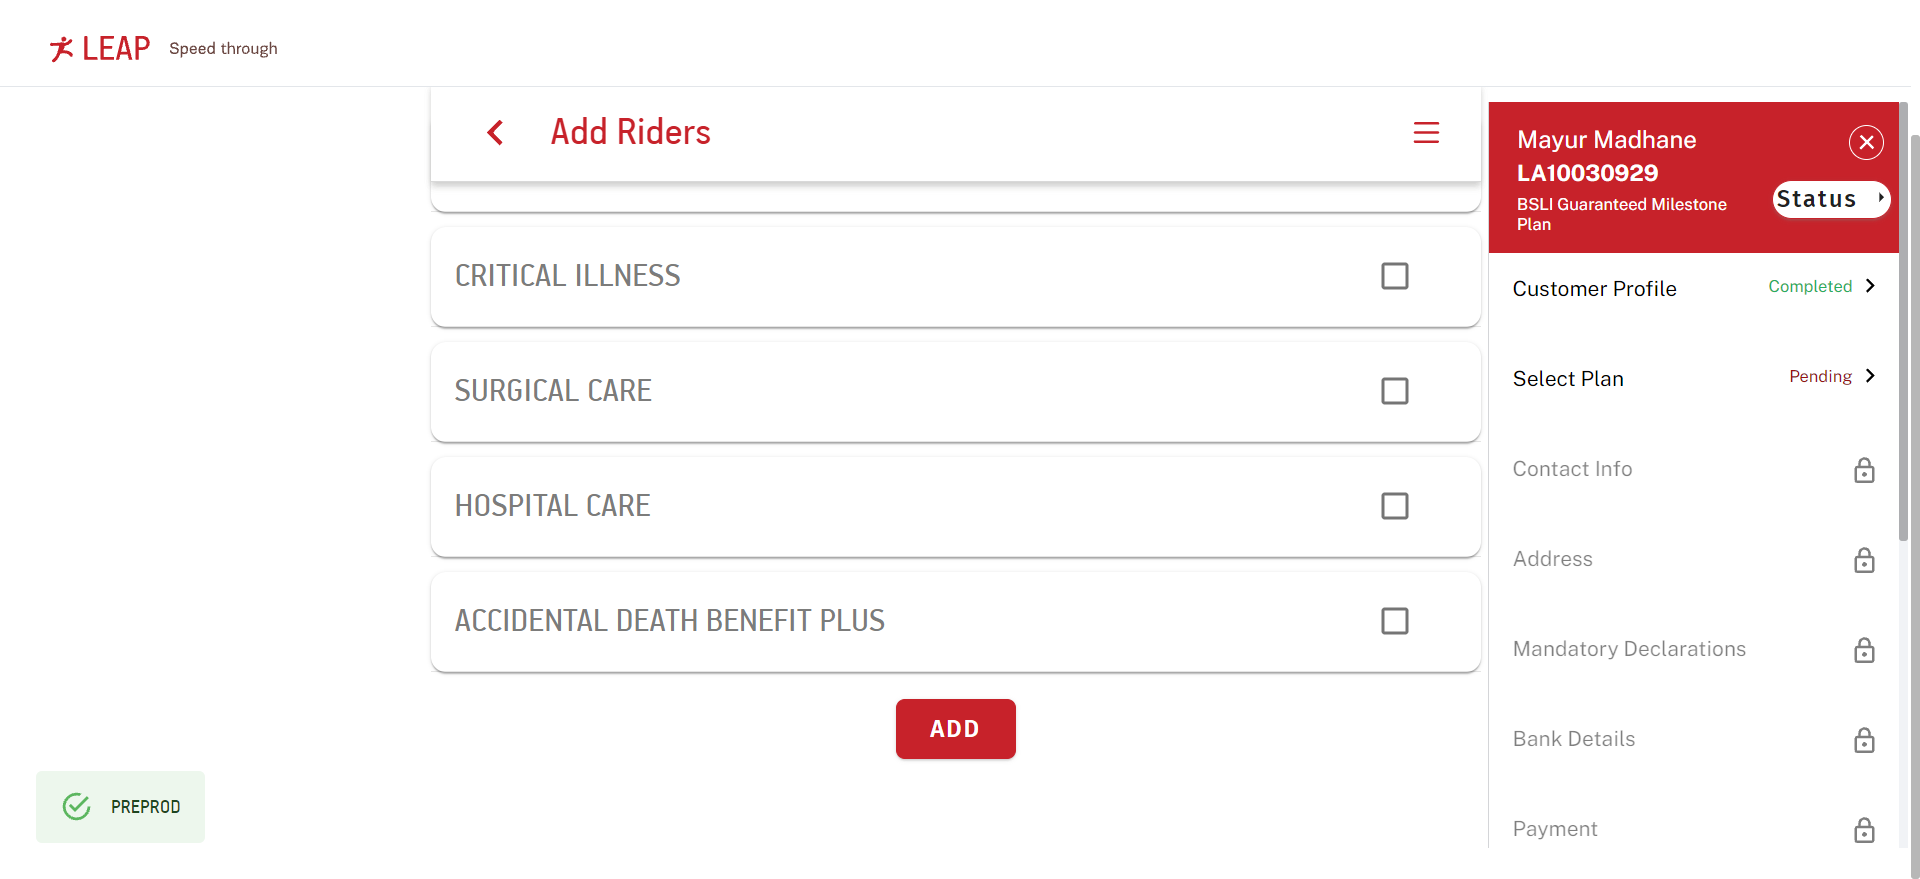 LEAP Speed through
Add Riders
CRITICAL ILLNESS
SURGICAL CARE
HOSPITAL CARE
ACCIDENTAL DEATH BENEFIT PLUS
ADD
PREPROD
Mayur Madhane
LA10030929
BSLI Guaranteed Milestone
Plan
Status
Customer Profile Completed
Select Plan Pending
Contact Info
Address
Mandatory Declarations
Bank Details
Payment